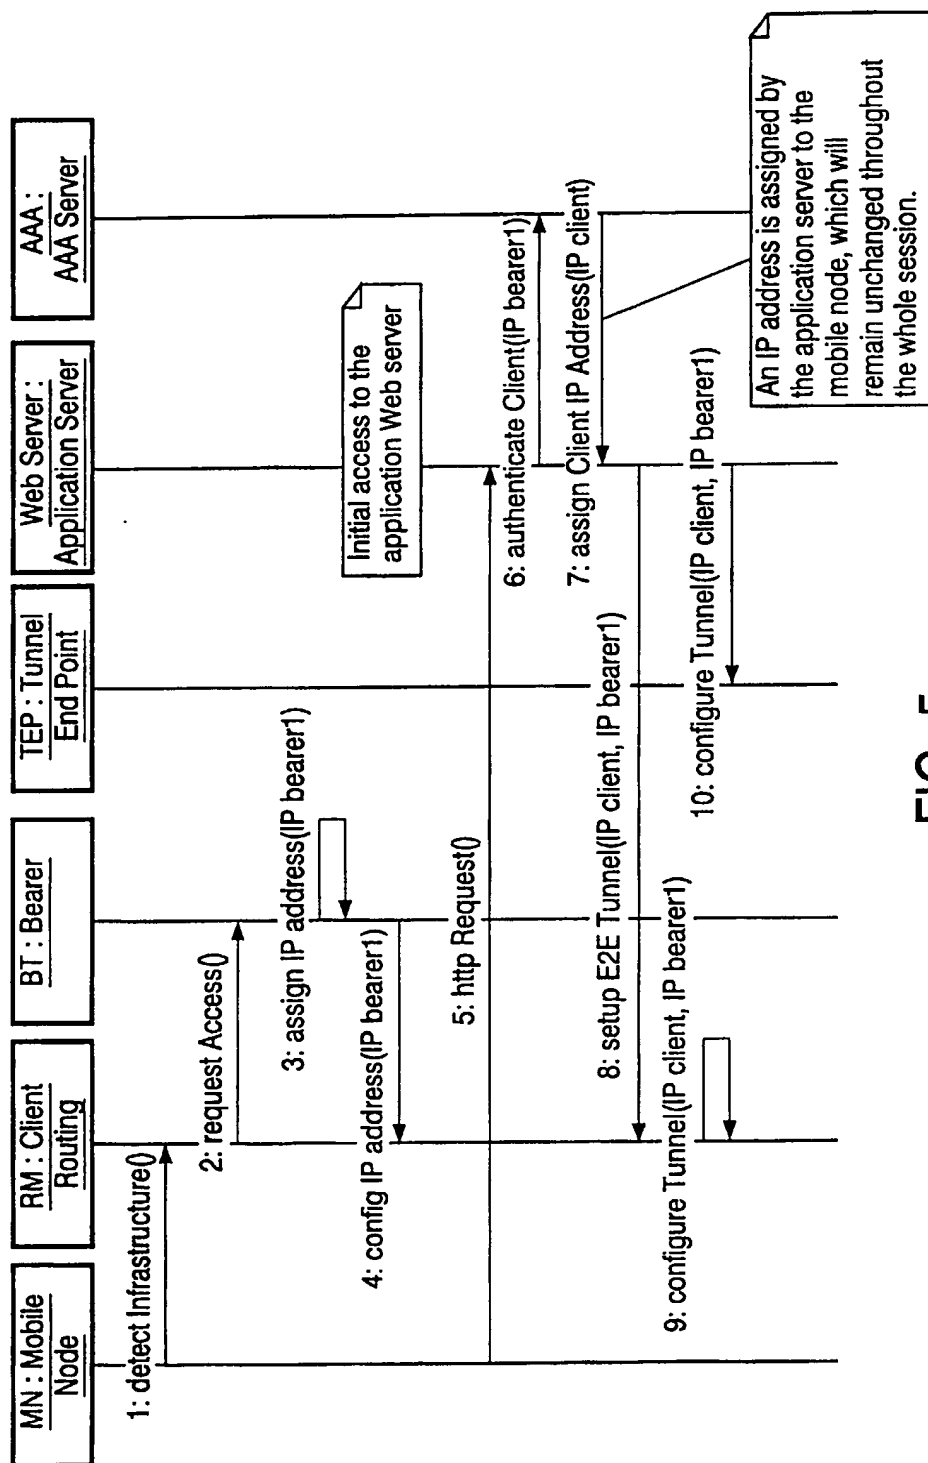 MN : Mobile
Node
RM : Client
Routing
BT : Bearer
TEP : Tunnel
End Point
Web Server :
Application Server
AAA :
AAA Server
1: detect Infrastructure()
2: request Access()
3: assign IP address(IP bearer1)
Initial access to the
application Web server
4: config IP address(IP bearer1)
5: http Request()
6: authenticate Client(IP bearer1)
7: assign Client IP Address(IP client)
8: setup E2E Tunnel(IP client, IP bearer1)
9: configure Tunnel(IP client, IP bearer1)
10: configure Tunnel(IP client, IP bearer1)
An IP address is assigned by
the application server to the
mobile node, which will
remain unchanged throughout
the whole session.